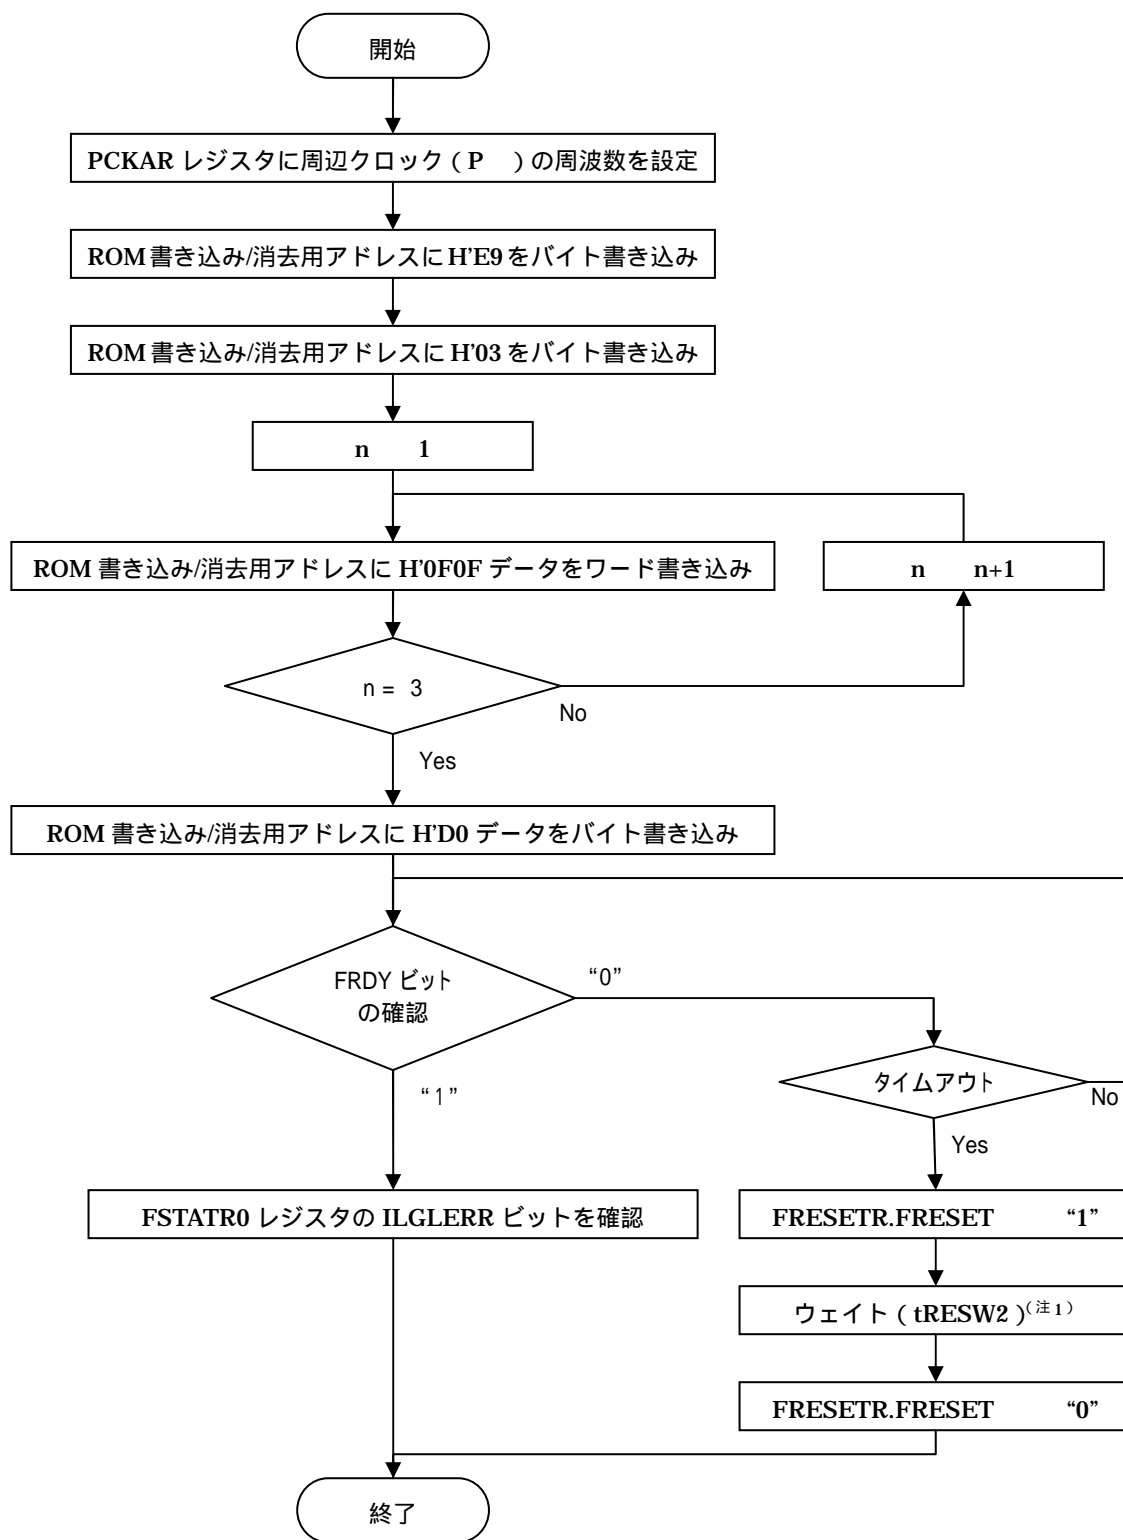 開始
PCKAR レジスタに周辺クロック ( P ) の周波数を設定
ROM 書き込み/消去用アドレスに H'E9 をバイト書き込み
ROM 書き込み/消去用アドレスに H'03 をバイト書き込み
n 1
ROM 書き込み/消去用アドレスに H'0F0F データをワード書き込み
n n+1
n = 3
No
Yes
ROM 書き込み/消去用アドレスに H'D0 データをバイト書き込み
FRDY ビット
の確認
“0”
“1”
タイムアウト
No
Yes
FSTATR0 レジスタの ILGLERR ビットを確認
FRESETR.FRESET “1”
ウェイト ( tRESW2 )(注 1)
FRESETR.FRESET “0”
終了